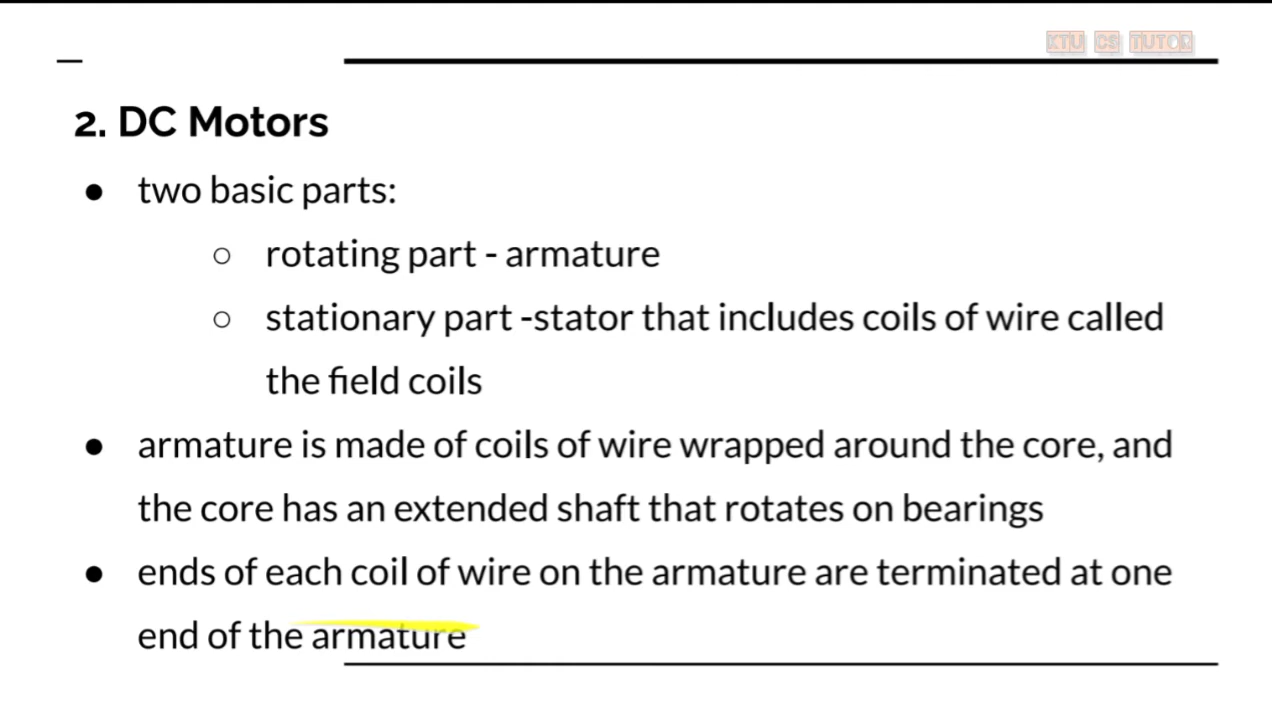 KTU CS TUTOR
2. DC Motors
● two basic parts:
○ rotating part - armature
○ stationary part -stator that includes coils of wire called
the field coils
● armature is made of coils of wire wrapped around the core, and
the core has an extended shaft that rotates on bearings
● ends of each coil of wire on the armature are terminated at one
end of the armature